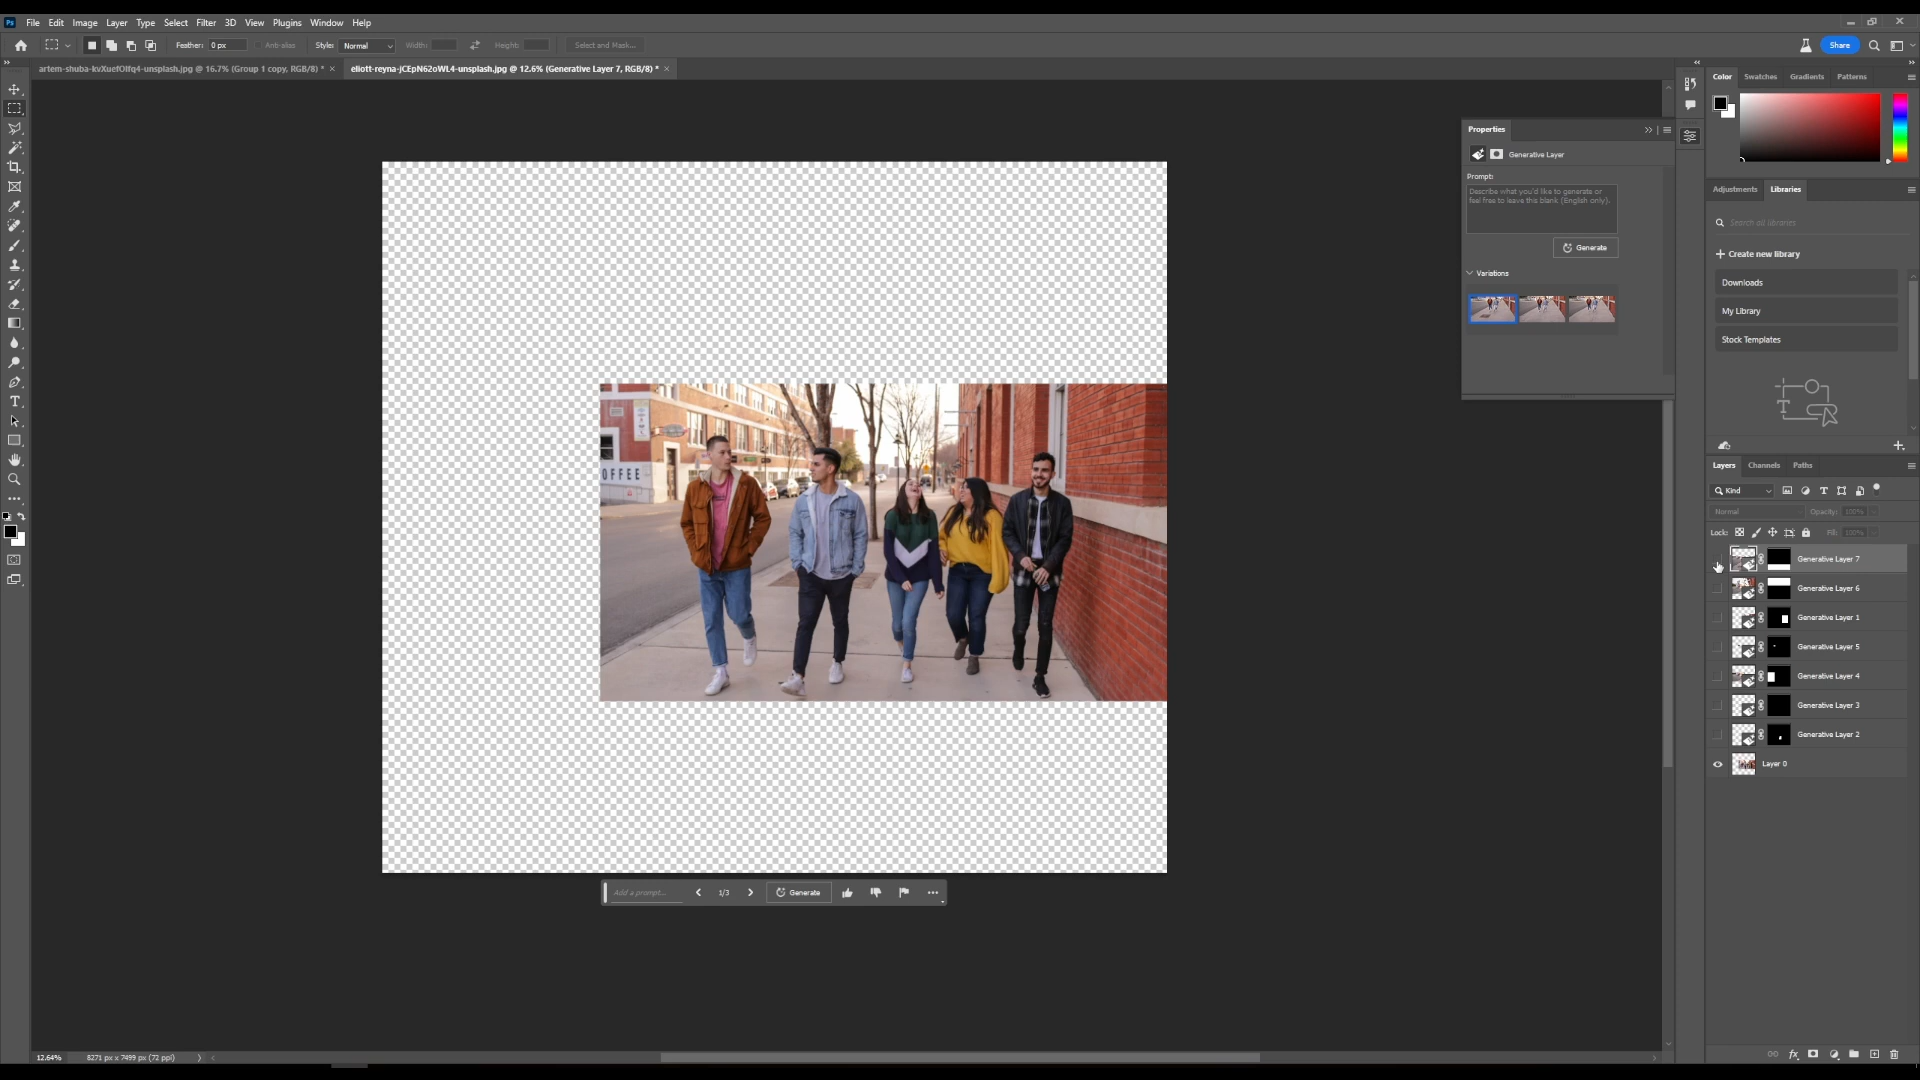 Ps File Edit Image Layer Type Select Filter 3D View Plugins Window Help
Feather: 0 px Anti-alias Style: Normal Width: Height: Select and Mask... Share
artem-shuba-kvXuefOIfq4-unsplash.jpg @ 16.7% (Group 1 copy, RGB/8) * × eliott-reyna-jCEpN62oWL4-unsplash.jpg @ 12.6% (Generative Layer 7, RGB/8) * ×
Color Swatches Gradients Patterns
Properties
Generative Layer
Prompt:
Describe what you'd like to generate or
feel free to leave this blank (English only).
Generate
Variations
Adjustments Libraries
Search all libraries
Create new library
Downloads
My Library
Stock Templates
OFFEE
Layers Channels Paths
Kind
Normal Opacity: 100%
Lock: Fill: 100%
Generative Layer 7
Generative Layer 6
Generative Layer 1
Generative Layer 5
Generative Layer 4
Generative Layer 3
Generative Layer 2
Layer 0
Add a prompt... 1/3 Generate
12.64% 8271 px x 7499 px (72 ppi)